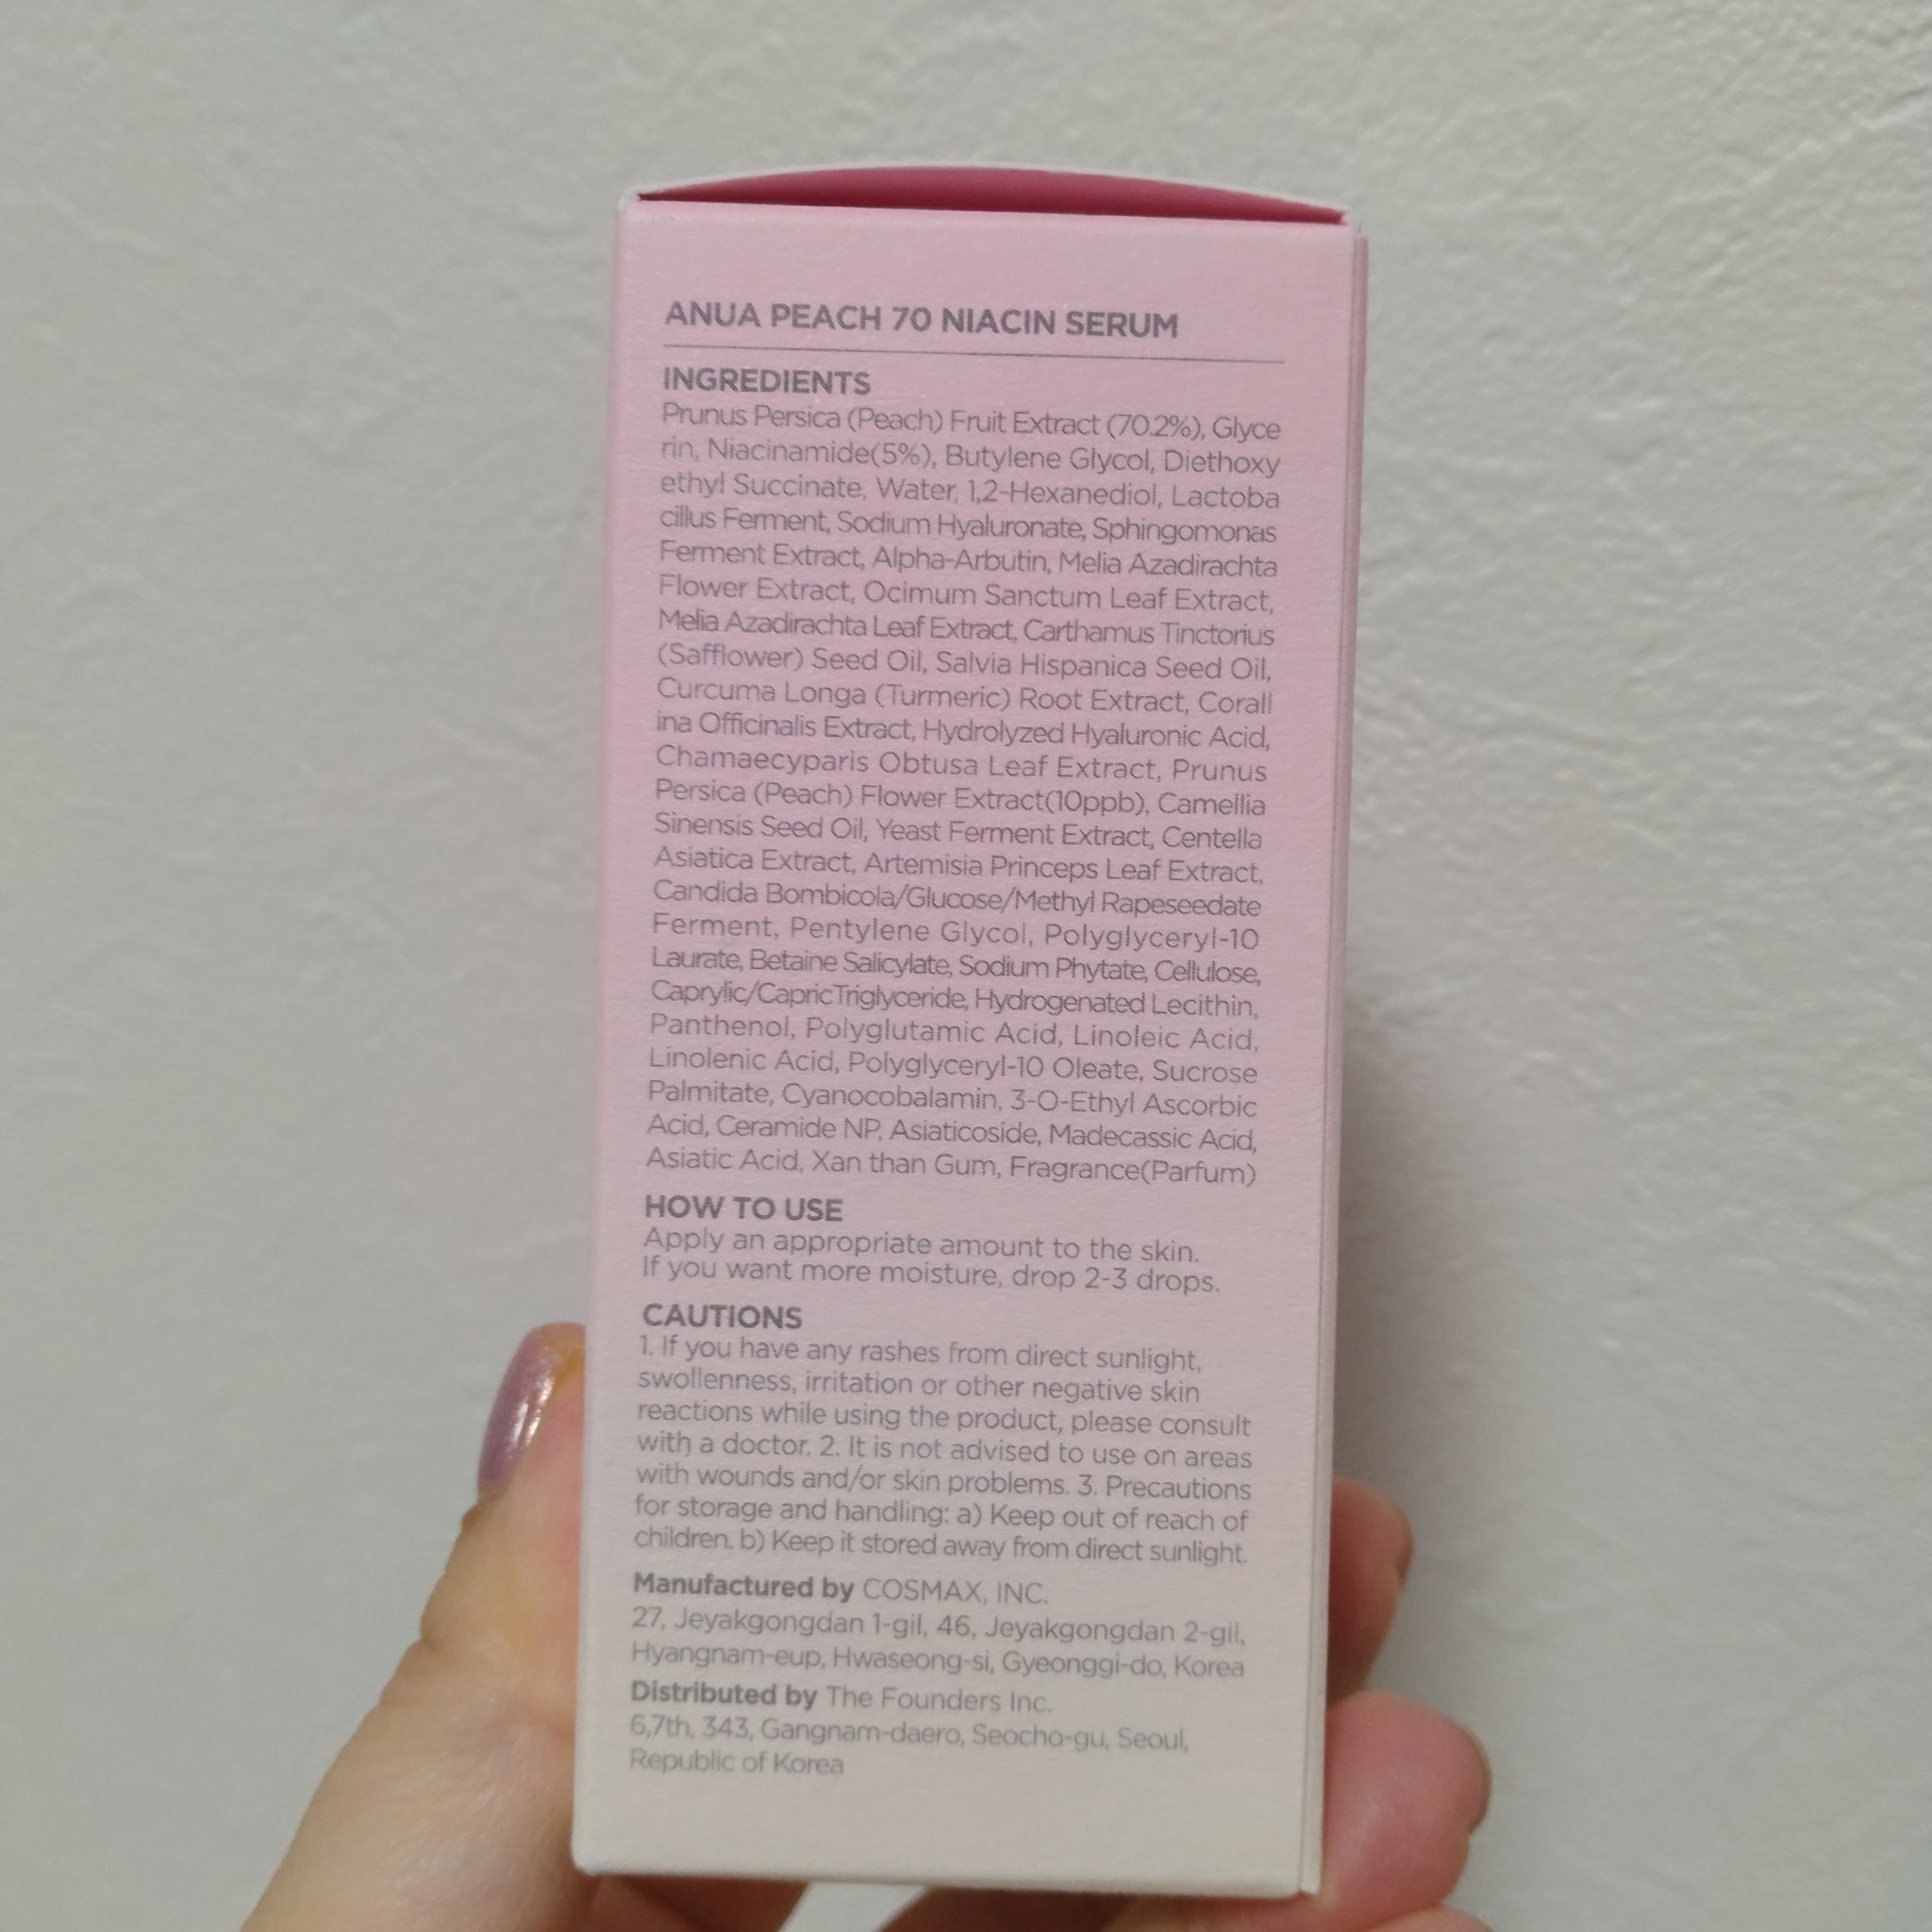 ANUA PEACH 70 NIACIN SERUM
INGREDIENTS
Prunus Persica (Peach) Fruit Extract (70.2%), Glyce
rin, Niacinamide(5%), Butylene Glycol, Diethoxy
ethyl Succinate, Water, 1,2-Hexanediol, Lactoba
cillus Ferment, Sodium Hyaluronate, Sphingomonas
Ferment Extract, Alpha-Arbutin, Melia Azadirachta
Flower Extract, Ocimum Sanctum Leaf Extract,
Melia Azadirachta Leaf Extract, Carthamus Tinctorius
(Safflower) Seed Oil, Salvia Hispanica Seed Oil,
Curcuma Longa (Turmeric) Root Extract, Corall
ina Officinalis Extract, Hydrolyzed Hyaluronic Acid,
Chamaecyparis Obtusa Leaf Extract, Prunus
Persica (Peach) Flower Extract(10ppb), Camellia
Sinensis Seed Oil, Yeast Ferment Extract, Centella
Asiatica Extract, Artemisia Princeps Leaf Extract,
Candida Bombicola/Glucose/Methyl Rapeseedate
Ferment, Pentylene Glycol, Polyglyceryl-10
Laurate, Betaine Salicylate, Sodium Phytate, Cellulose,
Caprylic/CapricTriglyceride, Hydrogenated Lecithin,
Panthenol, Polyglutamic Acid, Linoleic Acid,
Linolenic Acid, Polyglyceryl-10 Oleate, Sucrose
Palmitate, Cyanocobalamin, 3-O-Ethyl Ascorbic
Acid, Ceramide NP, Asiaticoside, Madecassic Acid,
Asiatic Acid, Xan than Gum, Fragrance(Parfum)
HOW TO USE
Apply an appropriate amount to the skin.
If you want more moisture, drop 2-3 drops.
CAUTIONS
1. If you have any rashes from direct sunlight,
swollenness, irritation or other negative skin
reactions while using the product, please consult
with a doctor. 2. It is not advised to use on areas
with wounds and/or skin problems. 3. Precautions
for storage and handling: a) Keep out of reach of
children. b) Keep it stored away from direct sunlight.
Manufactured by COSMAX, INC.
27, Jeyakgongdan 1-gil, 46, Jeyakgongdan 2-gil,
Hyangnam-eup, Hwaseong-si, Gyeonggi-do, Korea
Distributed by The Founders Inc.
6,7th, 343, Gangnam-daero, Seocho-gu, Seoul,
Republic of Korea